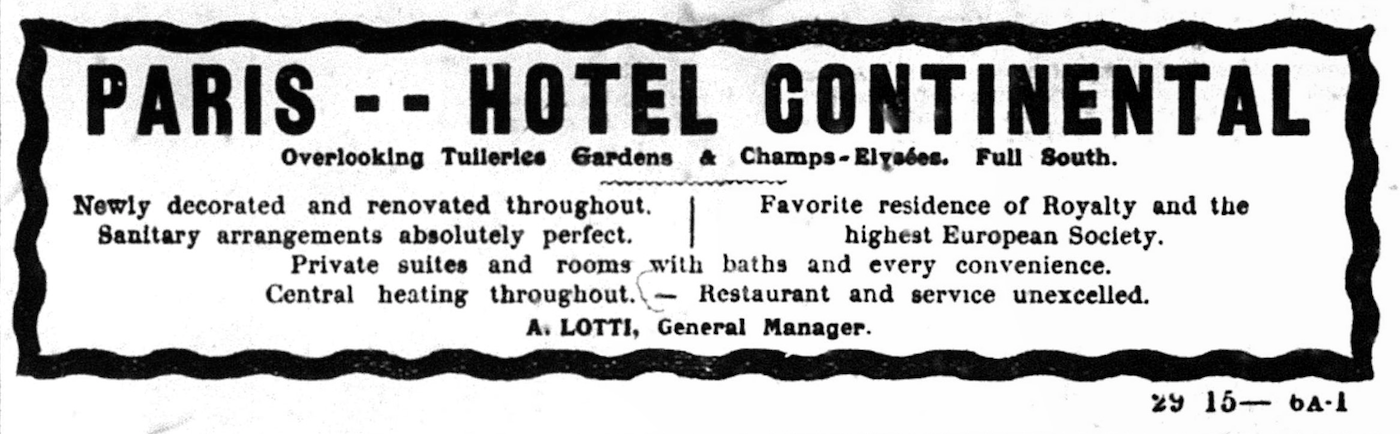 PARIS -- HOTEL CONTINENTAL
Overlooking Tuileries Gardens & Champs-Elysées. Full South.
Newly decorated and renovated throughout.
Sanitary arrangements absolutely perfect.
Favorite residence of Royalty and the
highest European Society.
Private suites and rooms with baths and every convenience.
Central heating throughout. — Restaurant and service unexcelled.
A. LOTTI, General Manager.
29 15— 6A-1